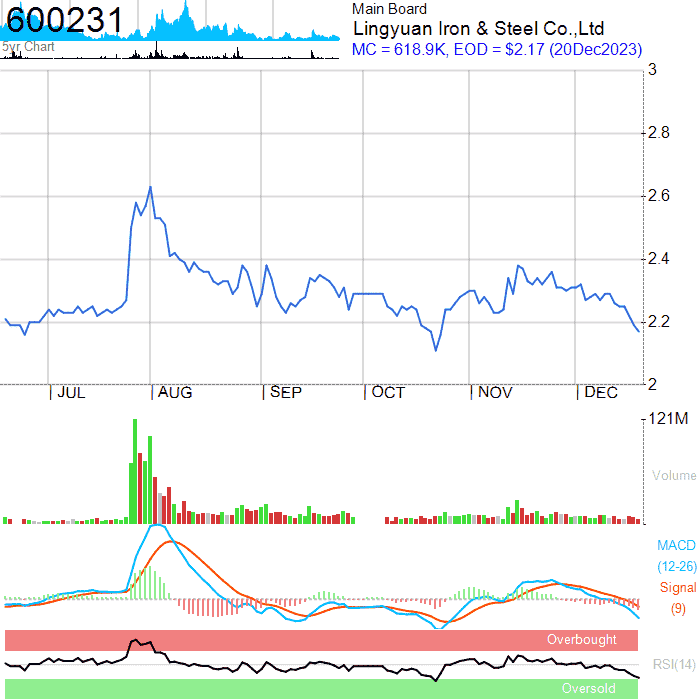 600231
5yr Chart
Main Board
Lingyuan Iron & Steel Co.,Ltd
MC = 618.9K, EOD = $2.17 (20Dec2023)
3
2.8
2.6
2.4
2.2
2
JUL AUG SEP OCT NOV DEC
121M
Volume
MACD
(12-26)
Signal
(9)
Overbought
RSI(14)
Oversold